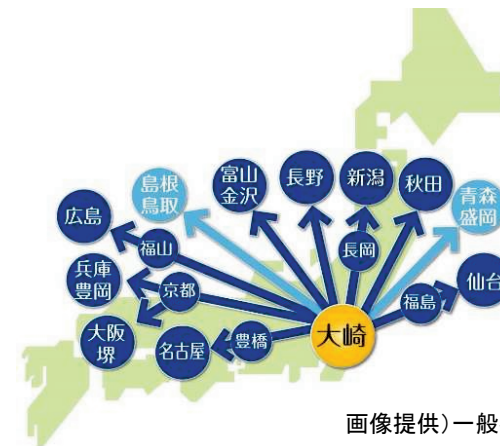 島根
鳥取
富山
金沢
長野
新潟
秋田
青森
盛岡
広島
福山
長岡
兵庫
豊岡
京都
仙台
福島
大阪
堺
名古屋
豊橋
大崎
画像提供)一般